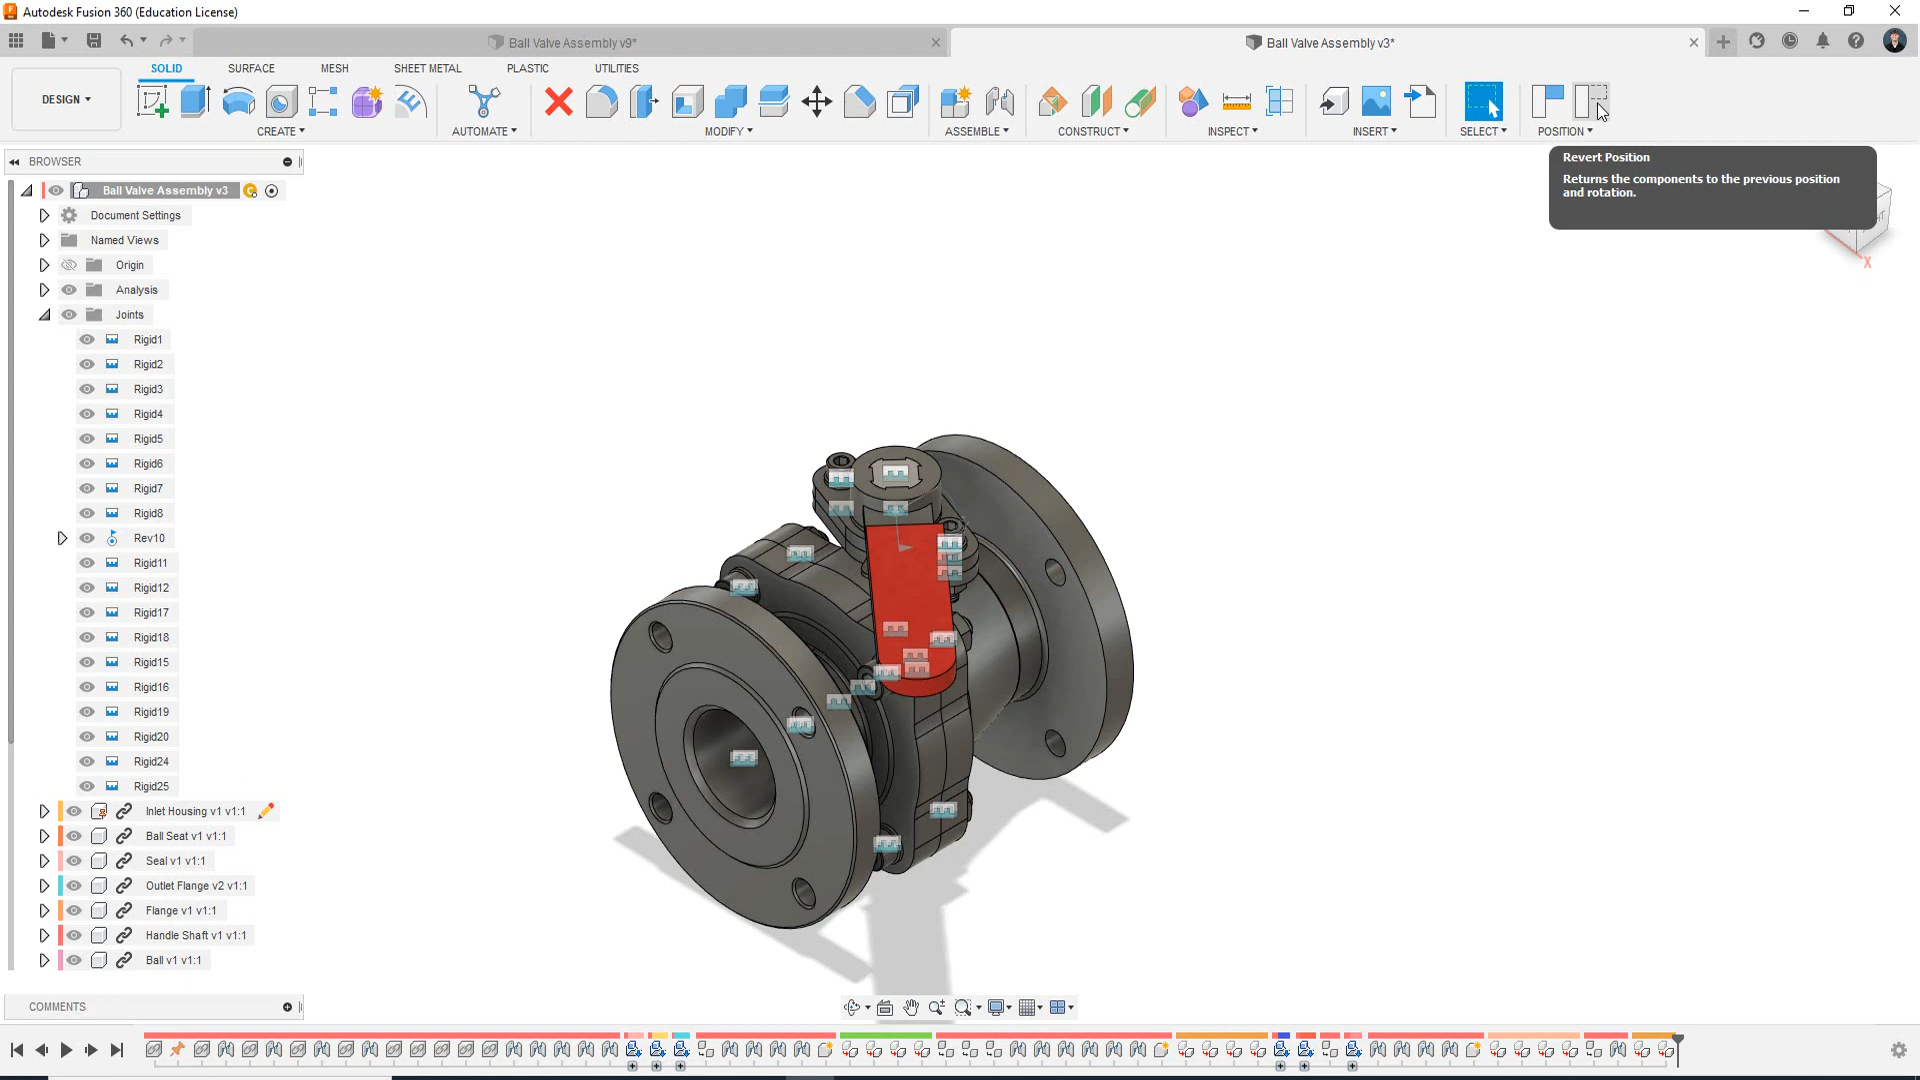 Autodesk Fusion 360 (Education License)
Ball Valve Assembly v9*
Ball Valve Assembly v3*
SOLID
SURFACE
MESH
SHEET METAL
PLASTIC
UTILITIES
DESIGN
CREATE
AUTOMATE
MODIFY
ASSEMBLE
CONSTRUCT
INSPECT
INSERT
SELECT
POSITION
Revert Position
Returns the components to the previous position
and rotation.
X
BROWSER
Ball Valve Assembly v3
Document Settings
Named Views
Origin
Analysis
Joints
Rigid1
Rigid2
Rigid3
Rigid4
Rigid5
Rigid6
Rigid7
Rigid8
Rev10
Rigid11
Rigid12
Rigid17
Rigid18
Rigid15
Rigid16
Rigid19
Rigid20
Rigid24
Rigid25
Inlet Housing v1 v1:1
Ball Seat v1 v1:1
Seal v1 v1:1
Outlet Flange v2 v1:1
Flange v1 v1:1
Handle Shaft v1 v1:1
Ball v1 v1:1
COMMENTS